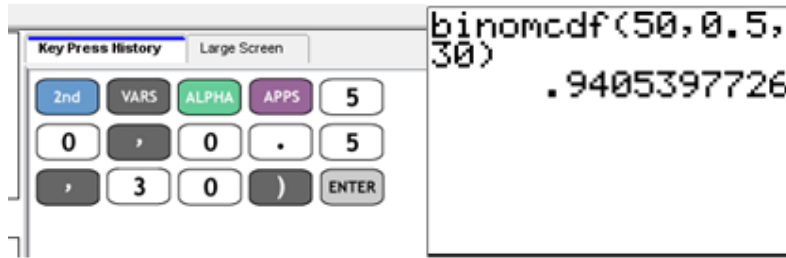 Key Press History Large Screen
2nd VARS ALPHA APPS 5
0 , 0 . 5
, 3 0 ) ENTER
binomcdf(50,0.5,
30)
.9405397726